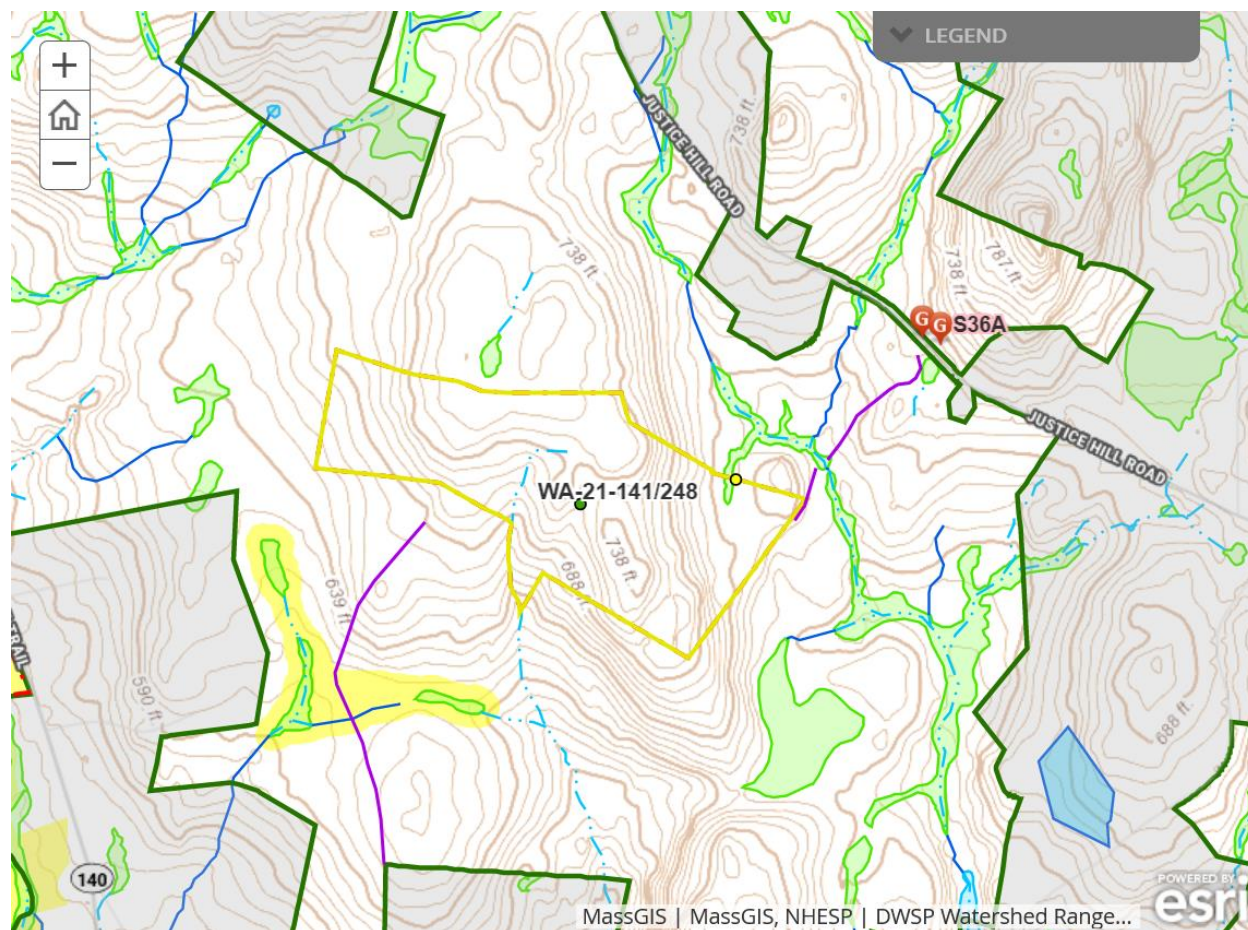 LEGEND
+
−
JUSTICE HILL ROAD
738 ft.
738 ft
738 ft
787 ft
G
G S36A
JUSTICE HILL ROAD
WA-21-141/248
738 ft
688 ft
639 ft
590 ft
688 ft
140
POWERED BY
esri
MassGIS | MassGIS, NHESP | DWSP Watershed Range...